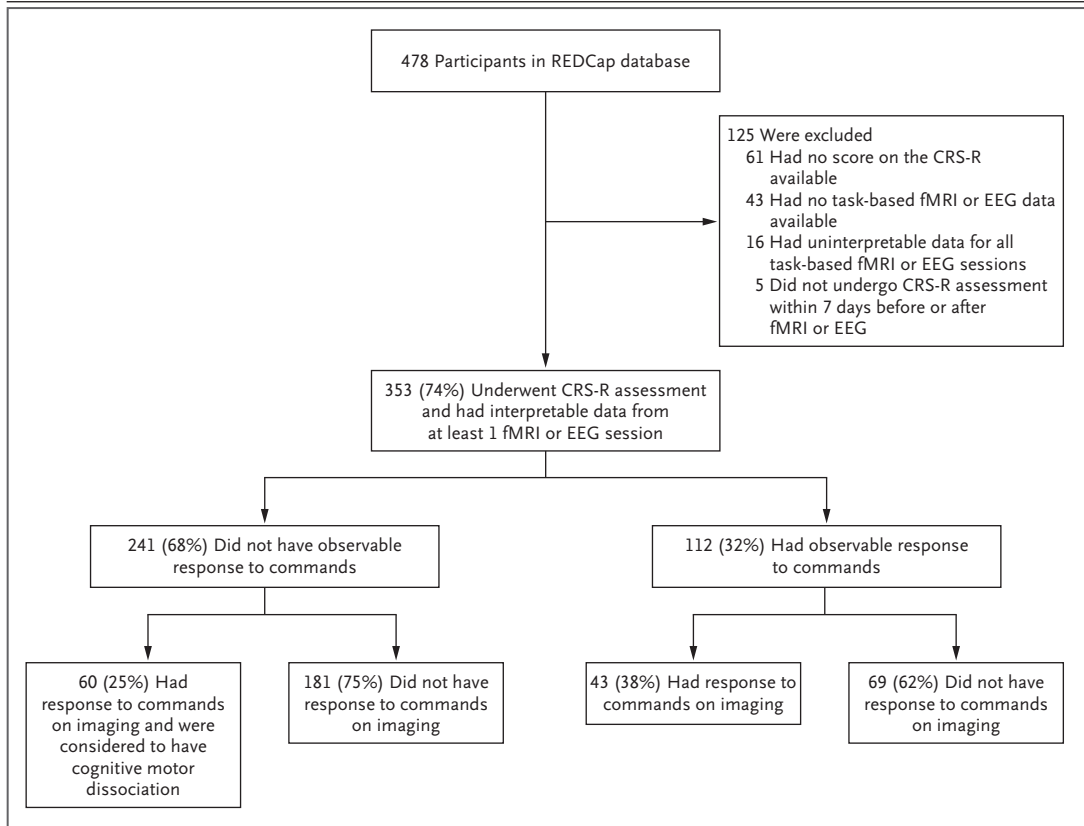 478 Participants in REDCap database
125 Were excluded
61 Had no score on the CRS-R
available
43 Had no task-based fMRI or EEG data
available
16 Had uninterpretable data for all
task-based fMRI or EEG sessions
5 Did not undergo CRS-R assessment
within 7 days before or after
fMRI or EEG
353 (74%) Underwent CRS-R assessment
and had interpretable data from
at least 1 fMRI or EEG session
241 (68%) Did not have observable
response to commands
112 (32%) Had observable response
to commands
60 (25%) Had
response to commands
on imaging and were
considered to have
cognitive motor
dissociation
181 (75%) Did not have
response to commands
on imaging
43 (38%) Had response to
commands on imaging
69 (62%) Did not have
response to commands
on imaging